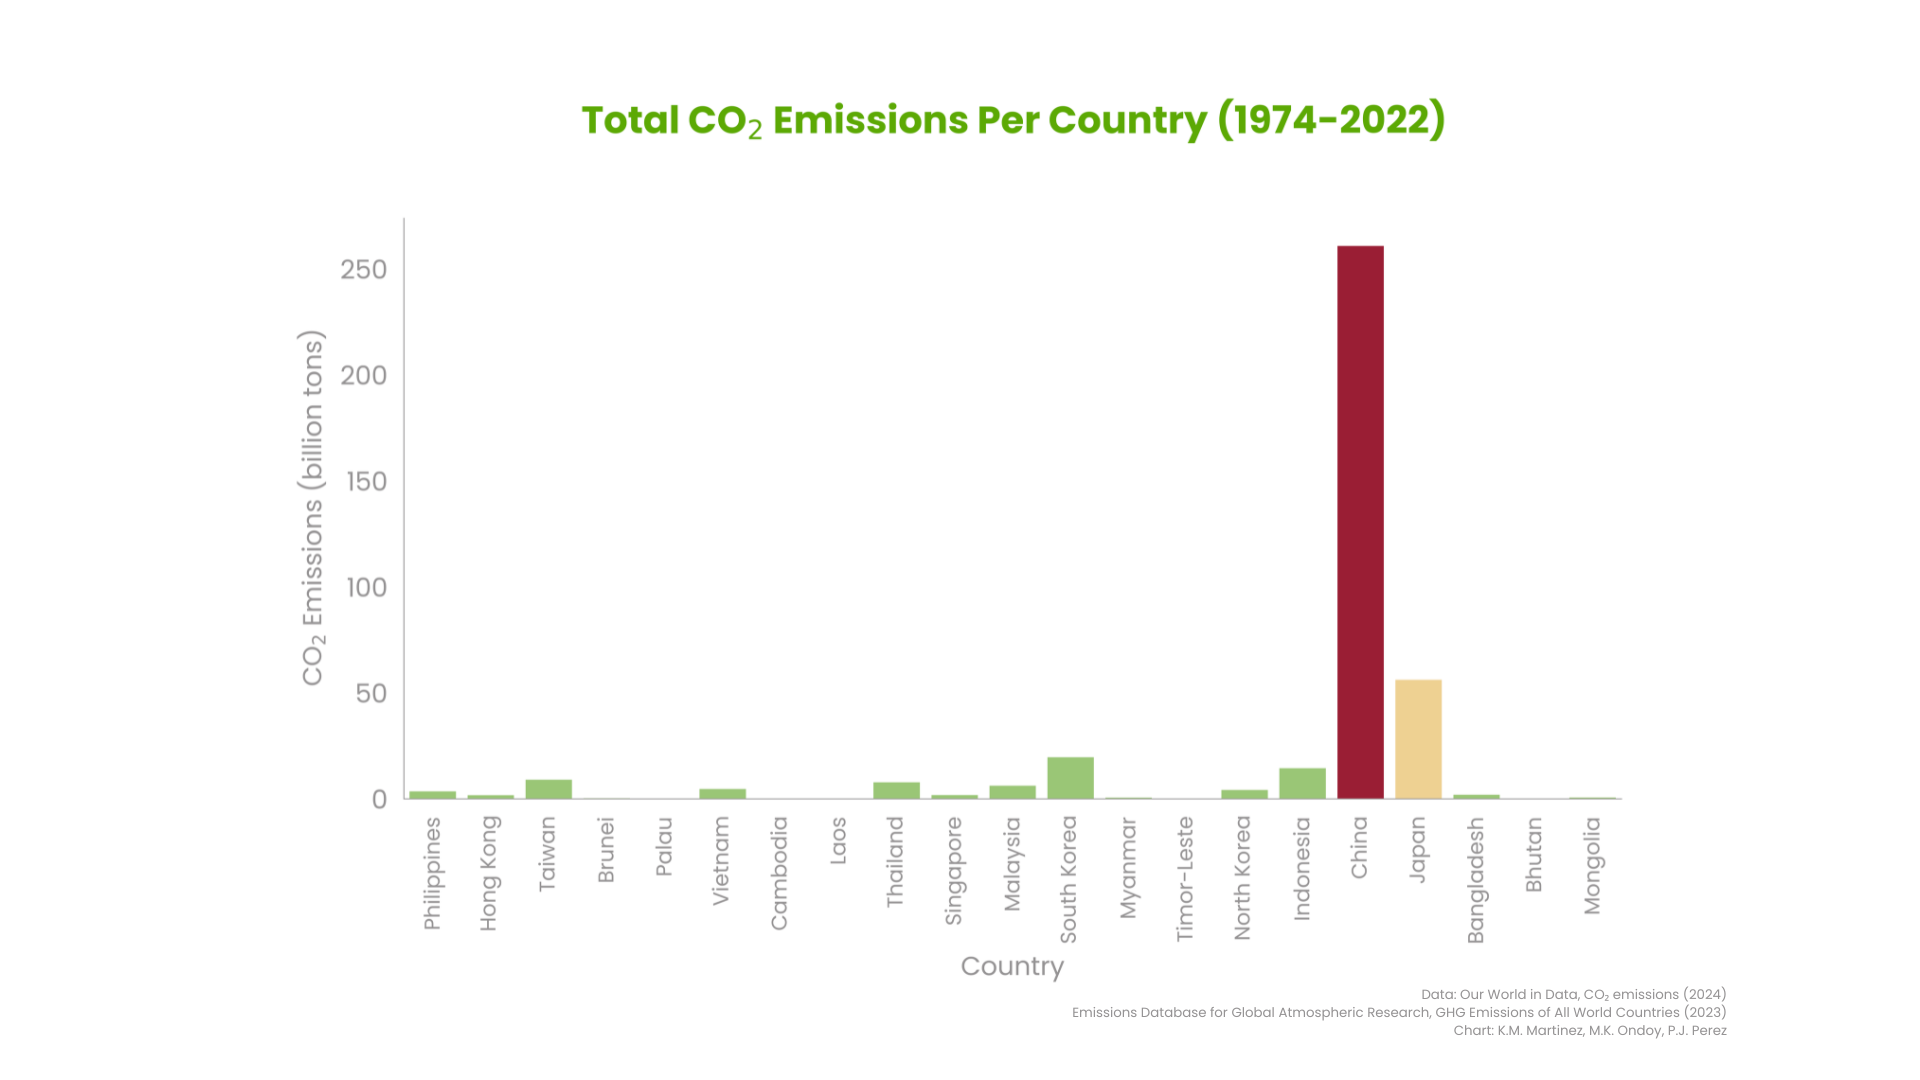 Total CO₂ Emissions Per Country (1974-2022)
CO₂ Emissions (billion tons)
250
200
150
100
50
0
Philippines
Hong Kong
Taiwan
Brunei
Palau
Vietnam
Cambodia
Laos
Thailand
Singapore
Malaysia
South Korea
Myanmar
Timor-Leste
North Korea
Indonesia
China
Japan
Bangladesh
Bhutan
Mongolia
Country
Data: Our World in Data, CO₂ emissions (2024)
Emissions Database for Global Atmospheric Research, GHG Emissions of All World Countries (2023)
Chart: K.M. Martinez, M.K. Ondoy, P.J. Perez